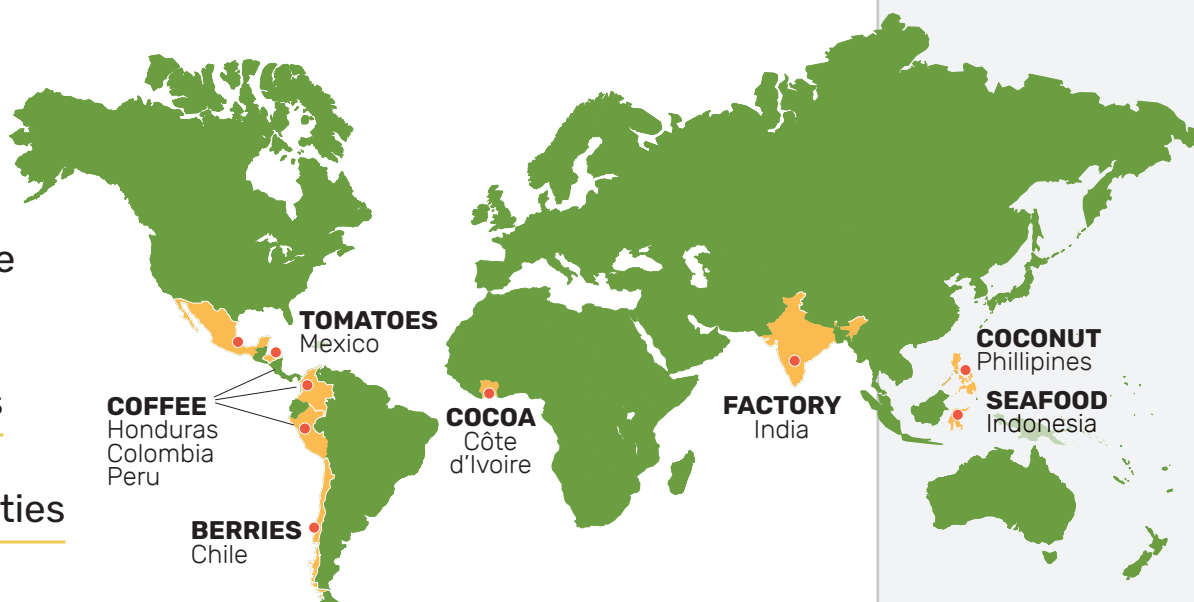 e
s
ties
TOMATOES
Mexico
COFFEE
Honduras
Colombia
Peru
BERRIES
Chile
COCOA
Côte
d'Ivoire
FACTORY
India
COCONUT
Phillipines
SEAFOOD
Indonesia